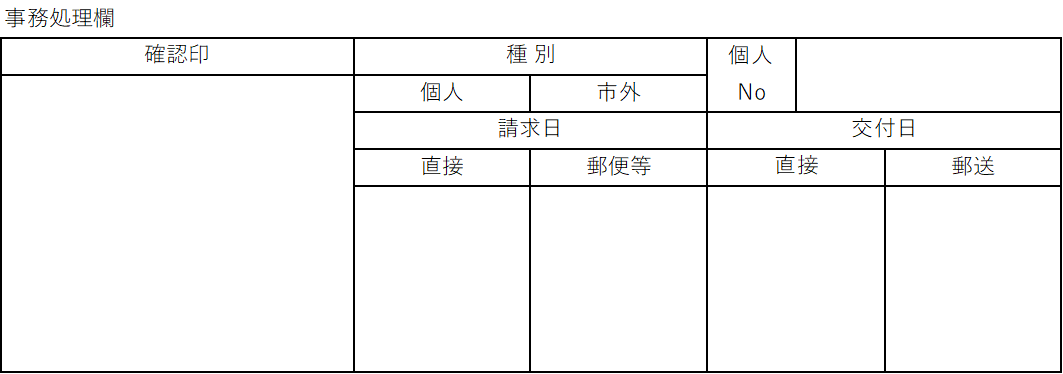 事務処理欄
確認印
種 別
個人
No
個人
市外
請求日
交付日
直接
郵便等
直接
郵送